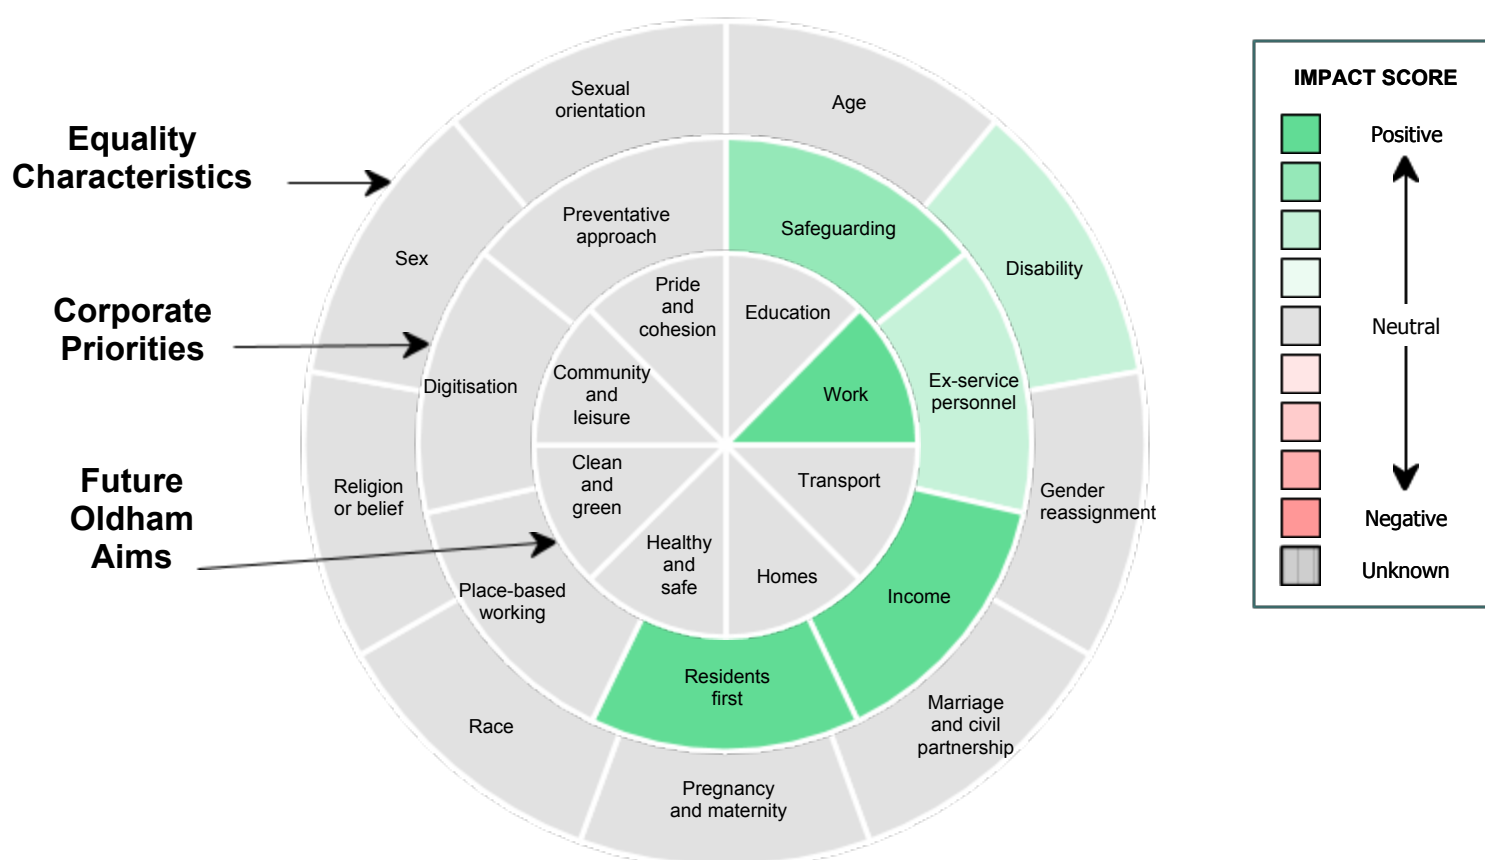 Equality
Characteristics
Corporate
Priorities
Future
Oldham
Aims
Sexual
orientation
Age
Sex
Disability
Religion
or belief
Gender
reassignment
Race
Marriage
and civil
partnership
Pregnancy
and maternity
Preventative
approach
Safeguarding
Digitisation
Ex-service
personnel
Place-based
working
Income
Residents
first
Pride
and
cohesion
Education
Community
and
leisure
Work
Clean
and
green
Transport
Healthy
and
safe
Homes
IMPACT SCORE
Positive
Neutral
Negative
Unknown